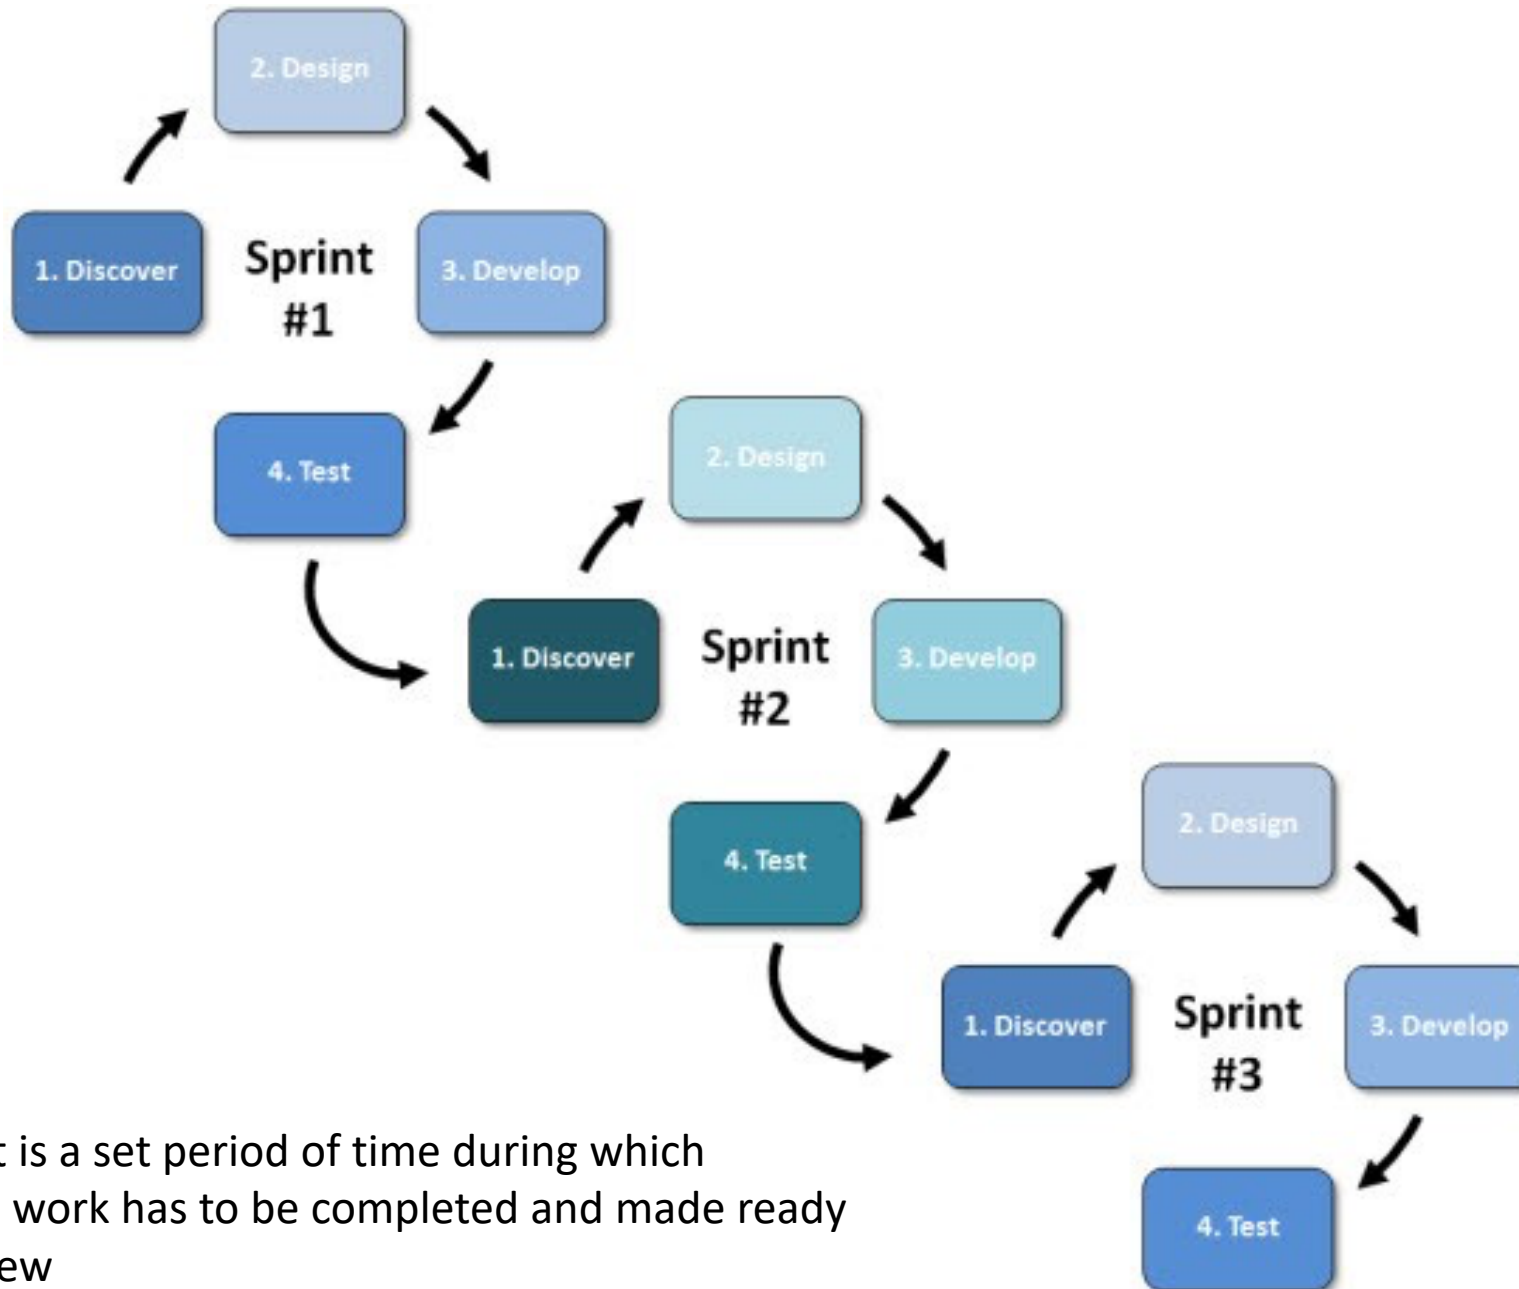 2. Design
1. Discover
Sprint
#1
3. Develop
4. Test
2. Design
1. Discover
Sprint
#2
3. Develop
4. Test
2. Design
1. Discover
Sprint
#3
3. Develop
4. Test
is a set period of time during which
work has to be completed and made ready